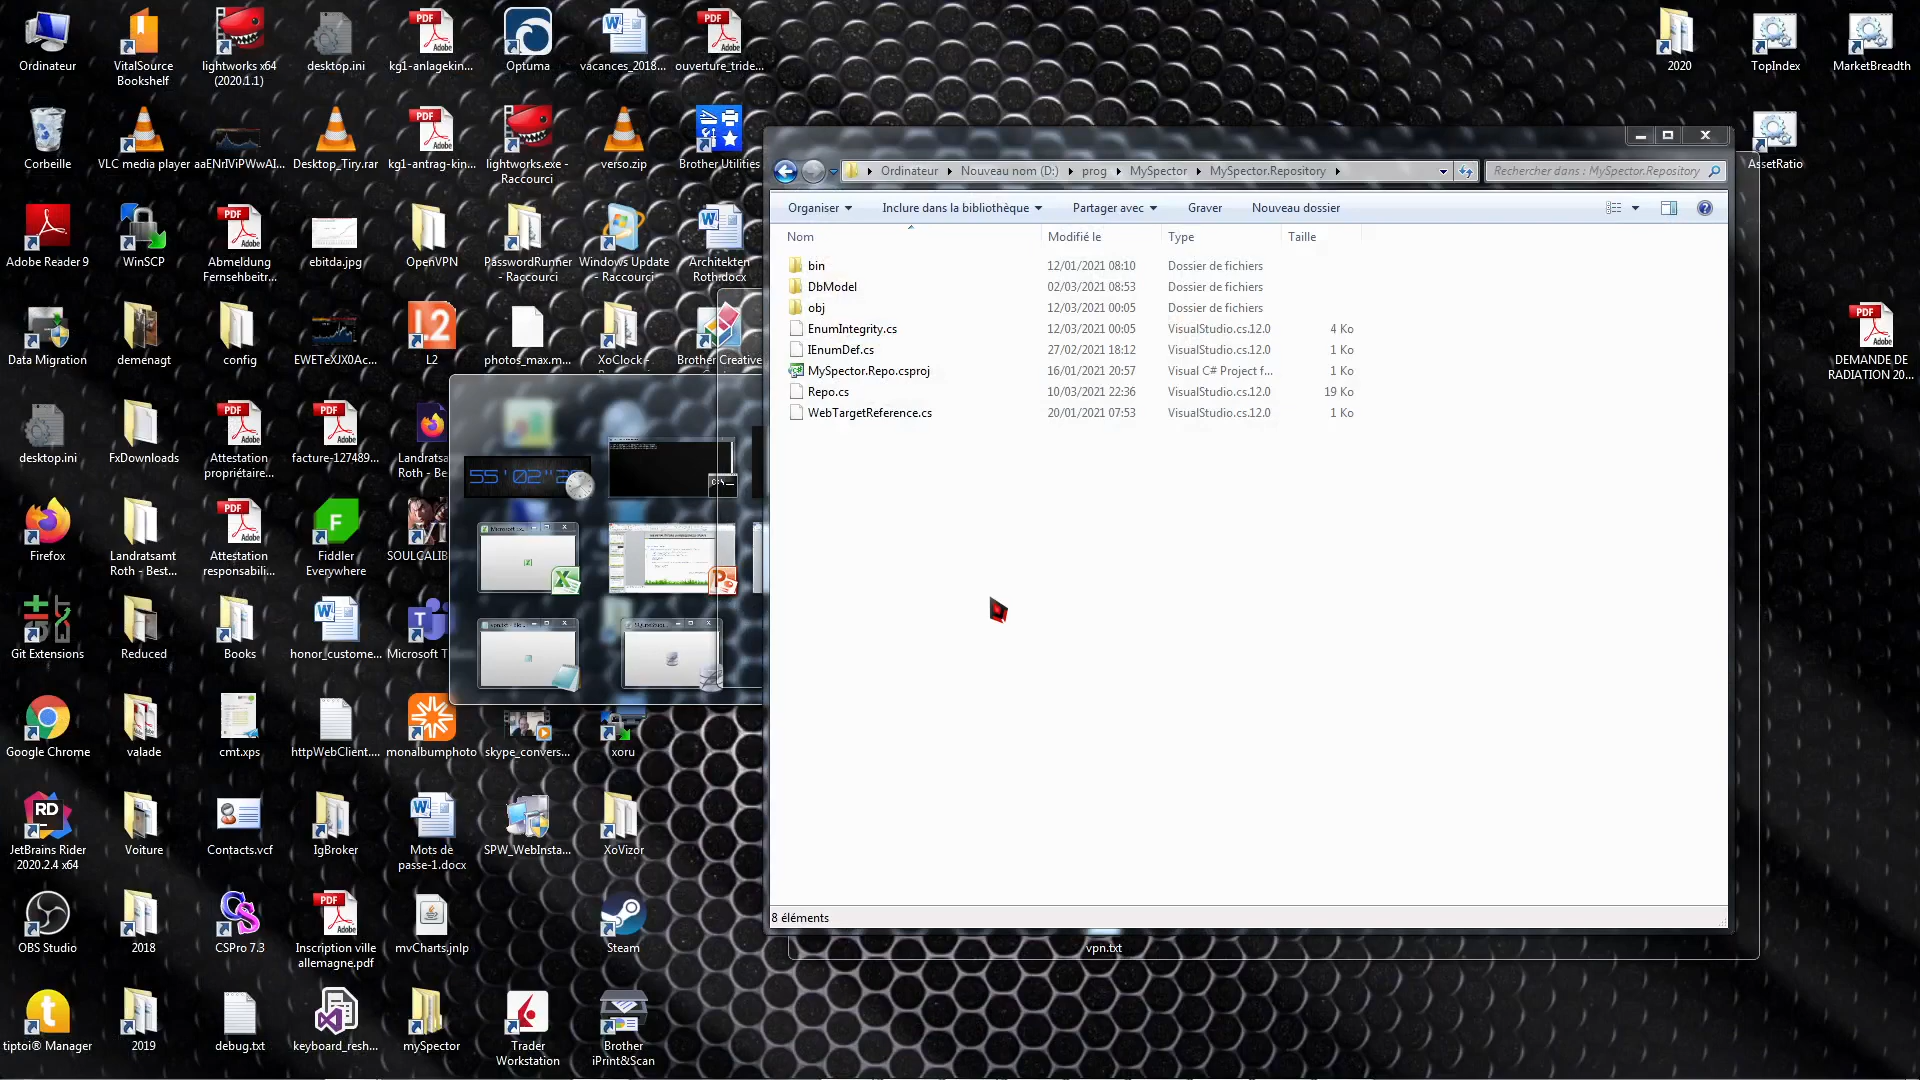 Ordinateur
VitalSource
Bookshelf
lightworks x64
(2020.1.1)
desktop.ini
kg1-anlagekin...
Optuma
vacances_2018...
ouverture_tride...
2020
TopIndex
MarketBreadth
Corbeille
VLC media player
aaENrIViPWwAI...
Desktop_Tiry.rar
kg1-antrag-kin...
lightworks.exe -
Raccourci
verso.zip
Brother Utilities
AssetRatio
Adobe Reader 9
WinSCP
Abmeldung
Fernsehbeitr...
ebitda.jpg
OpenVPN
PasswordRunner
- Raccourci
Windows Update
- Raccourci
Architekten
Roth.docx
Data Migration
demenagt
config
EWETeXJX0Ac...
L2
photos_max.m...
XoClock -
Brother Creative
DEMANDE DE
RADIATION 20...
desktop.ini
FxDownloads
Attestation
propriétaire...
facture-127489...
Landratsa
Roth - Be
Firefox
Landratsamt
Roth - Best...
Attestation
responsabili...
Fiddler
Everywhere
SOULCALIB
Git Extensions
Reduced
Books
honor_custome...
Microsoft T
Google Chrome
valade
cmt.xps
httpWebClient....
monalbumphoto
skype_convers...
xoru
JetBrains Rider
2020.2.4 x64
Voiture
Contacts.vcf
IgBroker
Mots de
passe-1.docx
SPW_WebInsta...
XoVizor
OBS Studio
2018
CSPro 7.3
Inscription ville
allemagne.pdf
mvCharts.jnlp
Steam
tiptoi® Manager
2019
debug.txt
keyboard_resh...
mySpector
Trader
Workstation
Brother
iPrint&Scan
Ordinateur
Nouveau nom (D:)
prog
MySpector
MySpector.Repository
Rechercher dans : MySpector.Repository
Organiser
Inclure dans la bibliothèque
Partager avec
Graver
Nouveau dossier
Nom
Modifié le
Type
Taille
bin 12/01/2021 08:10 Dossier de fichiers
DbModel 02/03/2021 08:53 Dossier de fichiers
obj 12/03/2021 00:05 Dossier de fichiers
EnumIntegrity.cs 12/03/2021 00:05 VisualStudio.cs.12.0 4 Ko
IEnumDef.cs 27/02/2021 18:12 VisualStudio.cs.12.0 1 Ko
MySpector.Repo.csproj 16/01/2021 20:57 Visual C# Project f... 1 Ko
Repo.cs 10/03/2021 22:36 VisualStudio.cs.12.0 19 Ko
WebTargetReference.cs 20/01/2021 07:53 VisualStudio.cs.12.0 1 Ko
8 éléments
vpn.txt